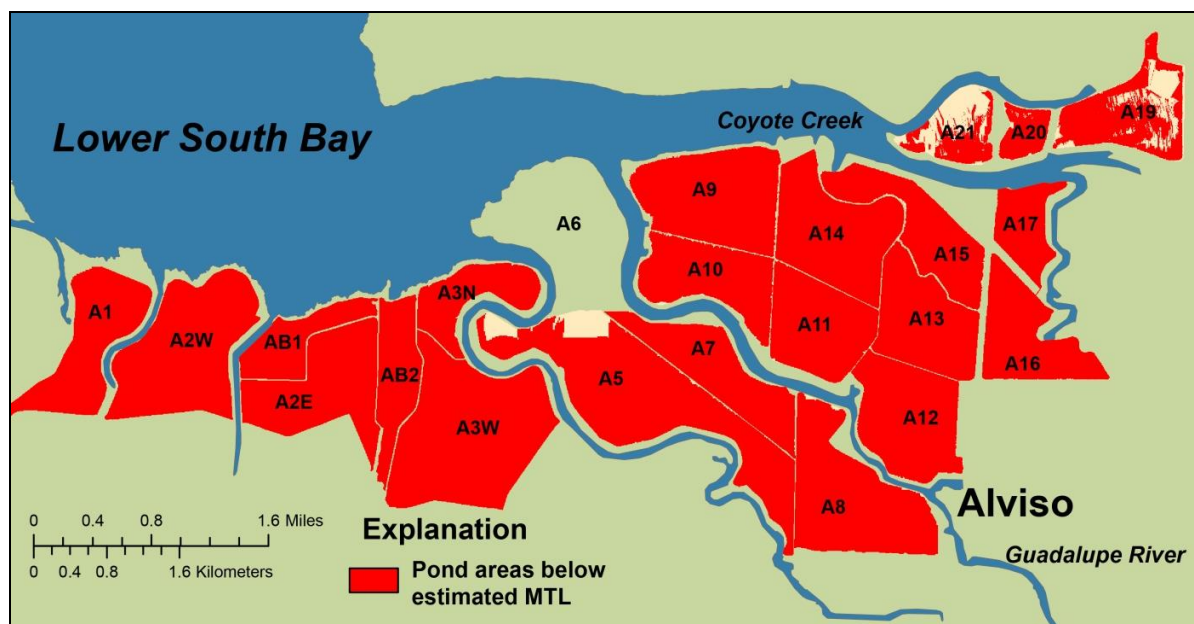 Lower South Bay
Coyote Creek
A21
A20
A19
A9
A6
A17
A14
A15
A10
A3N
A1
A2W
AB1
A11
A13
A7
A16
AB2
A5
A2E
A12
A3W
A8
Alviso
Guadalupe River
0 0.4 0.8 1.6 Miles
0 0.4 0.8 1.6 Kilometers
Explanation
Pond areas below
estimated MTL